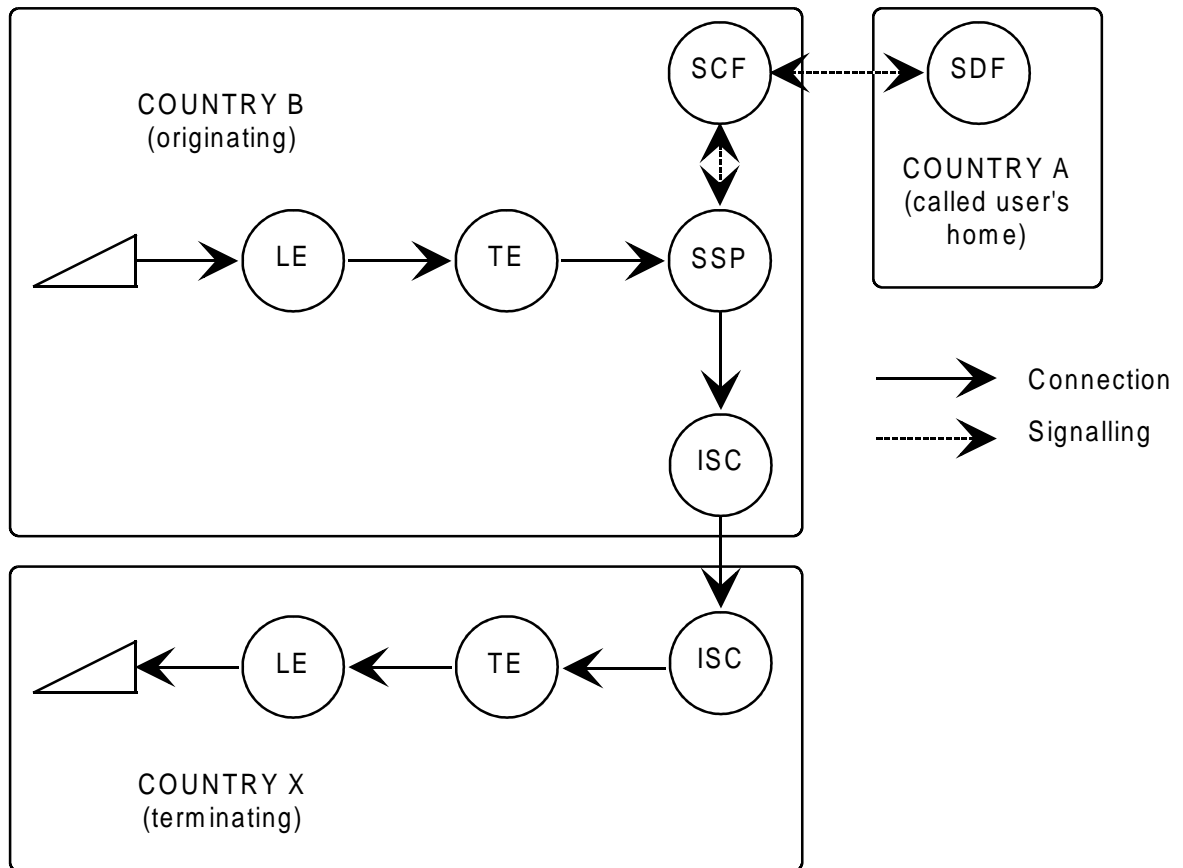 SCF
SDF
COUNTRY B
(originating)
COUNTRY A
(called user's
home)
LE
TE
SSP
Connection
Signalling
ISC
LE
TE
ISC
COUNTRY X
(terminating)